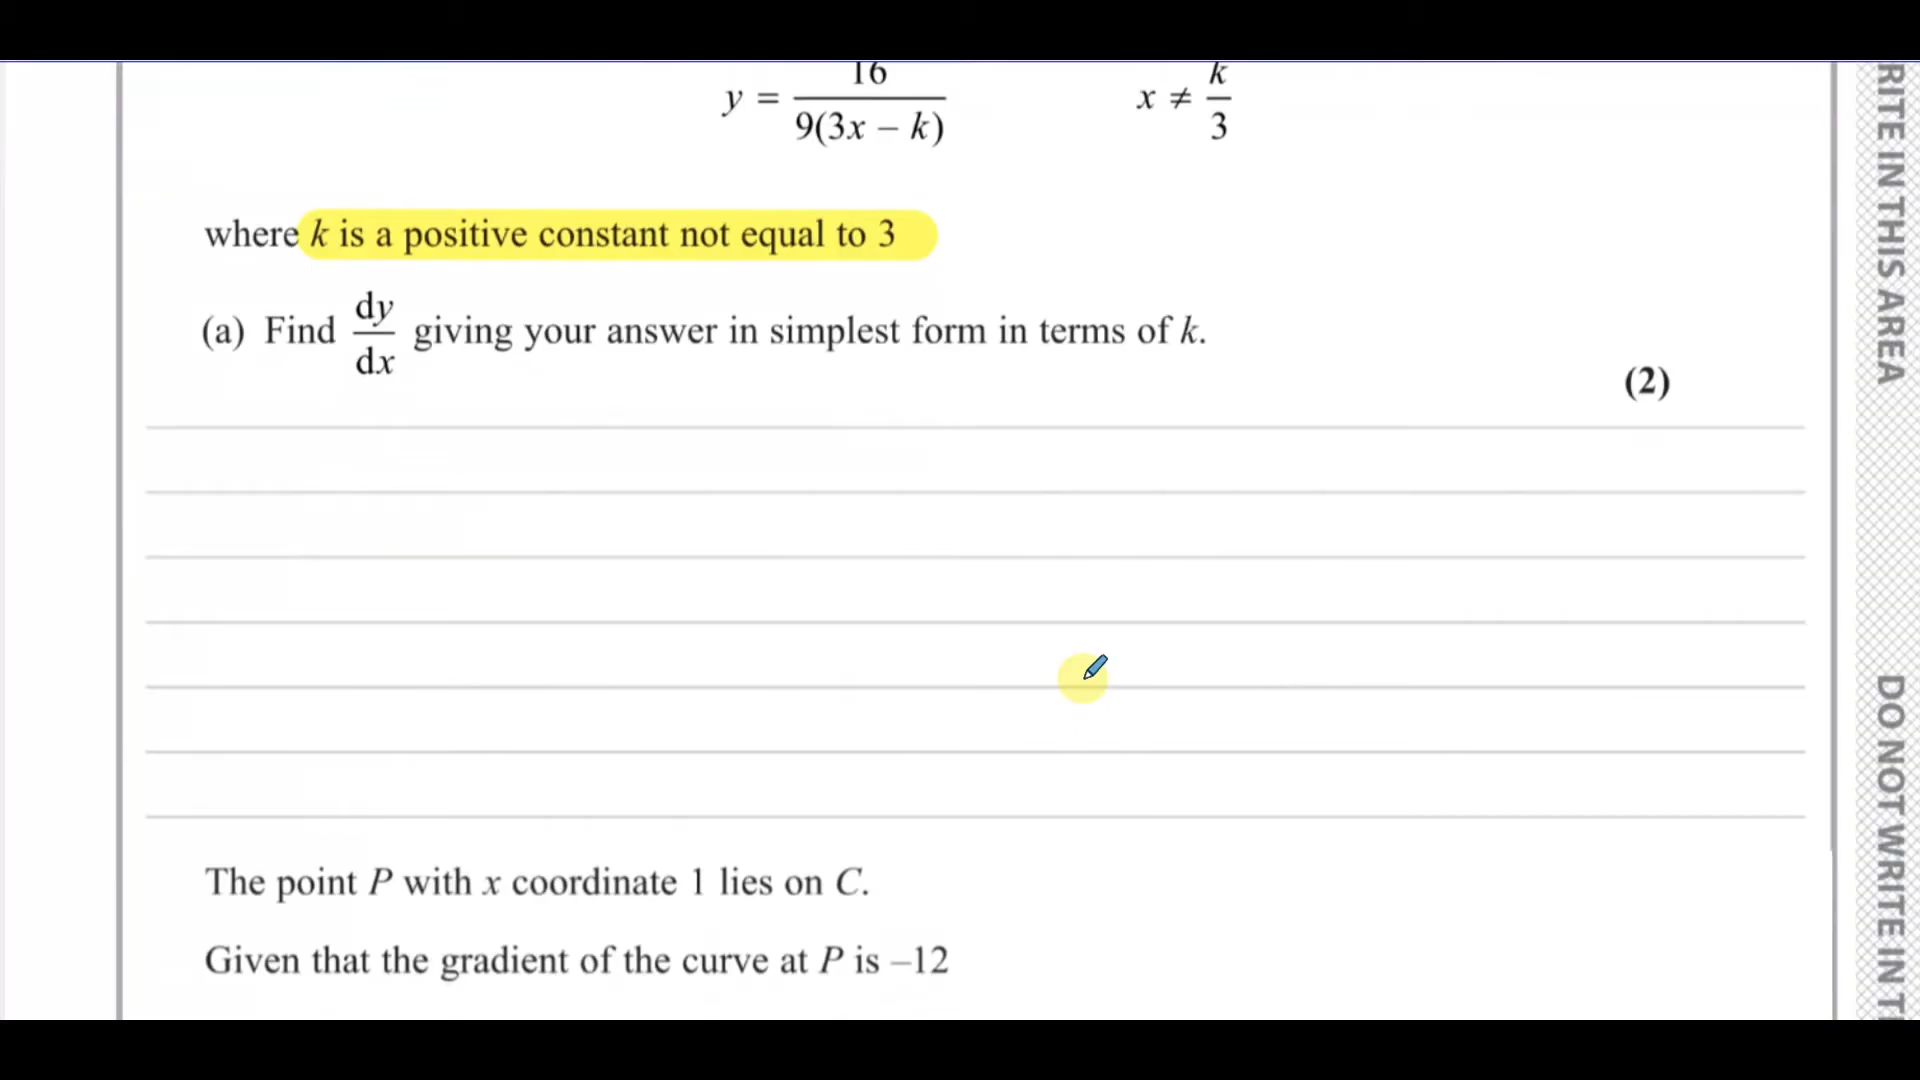 y = 16 / 9(3x – k)    x ≠ k/3
where k is a positive constant not equal to 3
(a) Find dy/dx giving your answer in simplest form in terms of k.
(2)
The point P with x coordinate 1 lies on C.
Given that the gradient of the curve at P is –12
RITE IN THIS AREA
DO NOT WRITE IN T